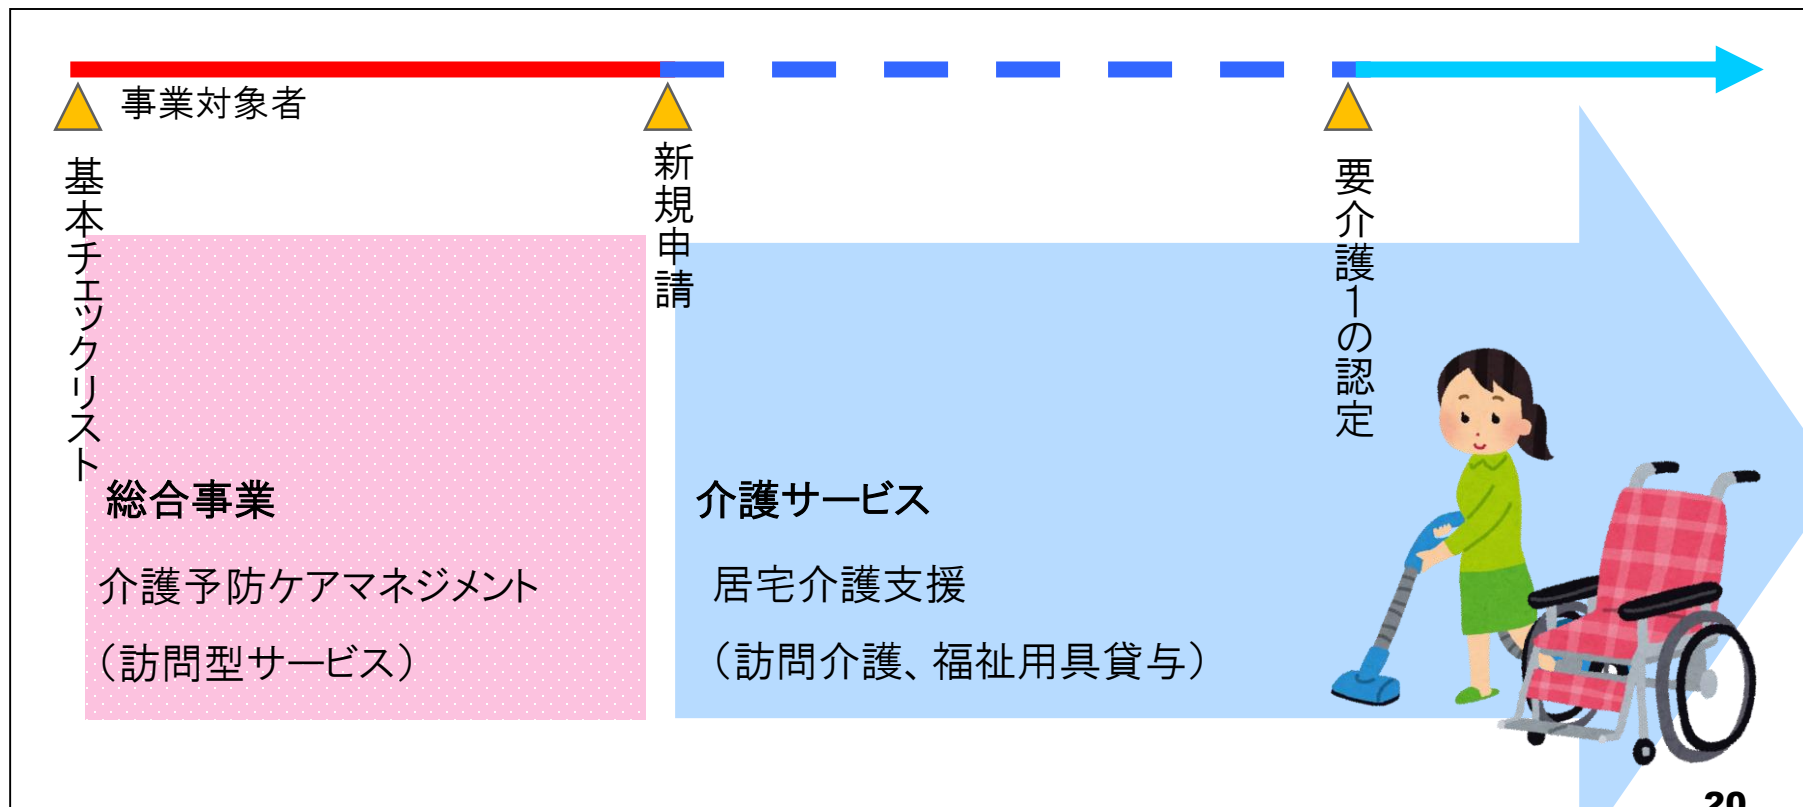 事業対象者
基本チェックリスト
新規申請
要介護1の認定
総合事業
介護予防ケアマネジメント
（訪問型サービス）
介護サービス
居宅介護支援
（訪問介護、福祉用具貸与）
20